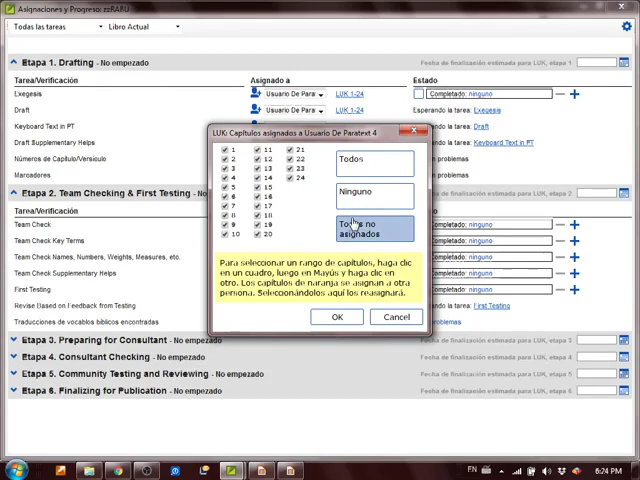 Asignaciones y Progreso: zzRARU
Todas las tareas
Libro Actual
Etapa 1. Drafting - No empezado
Fecha de finalización estimada para LUK, etapa 1
Tarea/Verificación
Asignado a
Estado
Exegesis
Usuario De Parat
LUK 1-24
Completado: ninguno
Draft
Usuario De Parat
LUK 1-24
Esperando la tarea: Exegesis
Keyboard Text in PT
Esperando la tarea: Draft
Draft Supplementary Helps
Esperando la tarea: Keyboard Text in PT
Números de Capítulo/Versículo
problemas
Marcadores
problemas
LUK: Capítulos asignados a Usuario De Paratext 4
1 11 21
2 12 22
3 13 23
4 14 24
5 15
6 16
7 17
8 18
9 19
10 20
Todos
Ninguno
Todos no
asignados
Para seleccionar un rango de capítulos, haga clic
en un cuadro, luego en Mayús y haga clic en
otro. Los capítulos de naranja se asignan a otra
persona. Seleccionándolos aquí los reasignará.
OK
Cancel
Etapa 2. Team Checking & First Testing - No empezado
Fecha de finalización estimada para LUK, etapa 2
Tarea/Verificación
Estado
Team Check
Completado: ninguno
Team Check Key Terms
Completado: ninguno
Team Check Names, Numbers, Weights, Measures, etc.
Completado: ninguno
Team Check Supplementary Helps
Completado: ninguno
First Testing
Completado: ninguno
Revise Based on Feedback from Testing
Esperando la tarea: First Testing
Traducciones de vocablos bíblicos encontrados
problemas
Etapa 3. Preparing for Consultant - No empezado
Fecha de finalización estimada para LUK, etapa 3
Etapa 4. Consultant Checking - No empezado
Fecha de finalización estimada para LUK, etapa 4
Etapa 5. Community Testing and Reviewing - No empezado
Fecha de finalización estimada para LUK, etapa 5
Etapa 6. Finalizing for Publication - No empezado
Fecha de finalización estimada para LUK, etapa 6
EN
6:24 PM